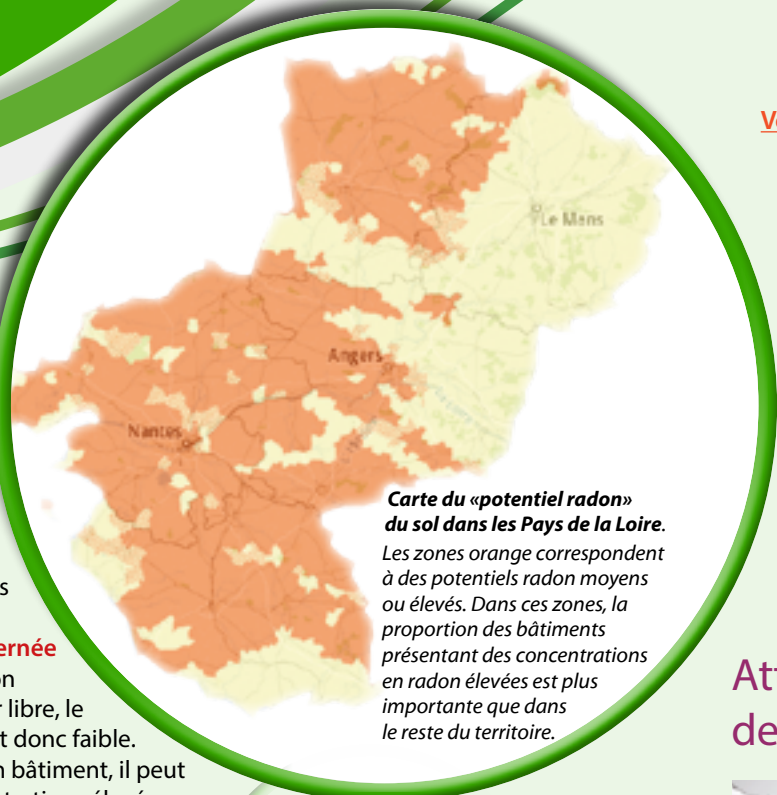 Le Mans
Angers
Nantes
Carte du «potentiel radon»
du sol dans les Pays de la Loire.
Les zones orange correspondent
à des potentiels radon moyens
ou élevés. Dans ces zones, la
proportion des bâtiments
présentant des concentrations
en radon élevées est plus
importante que dans
le reste du territoire.
s
ernée
on
r libre, le
t donc faible.
n bâtiment, il peut
de